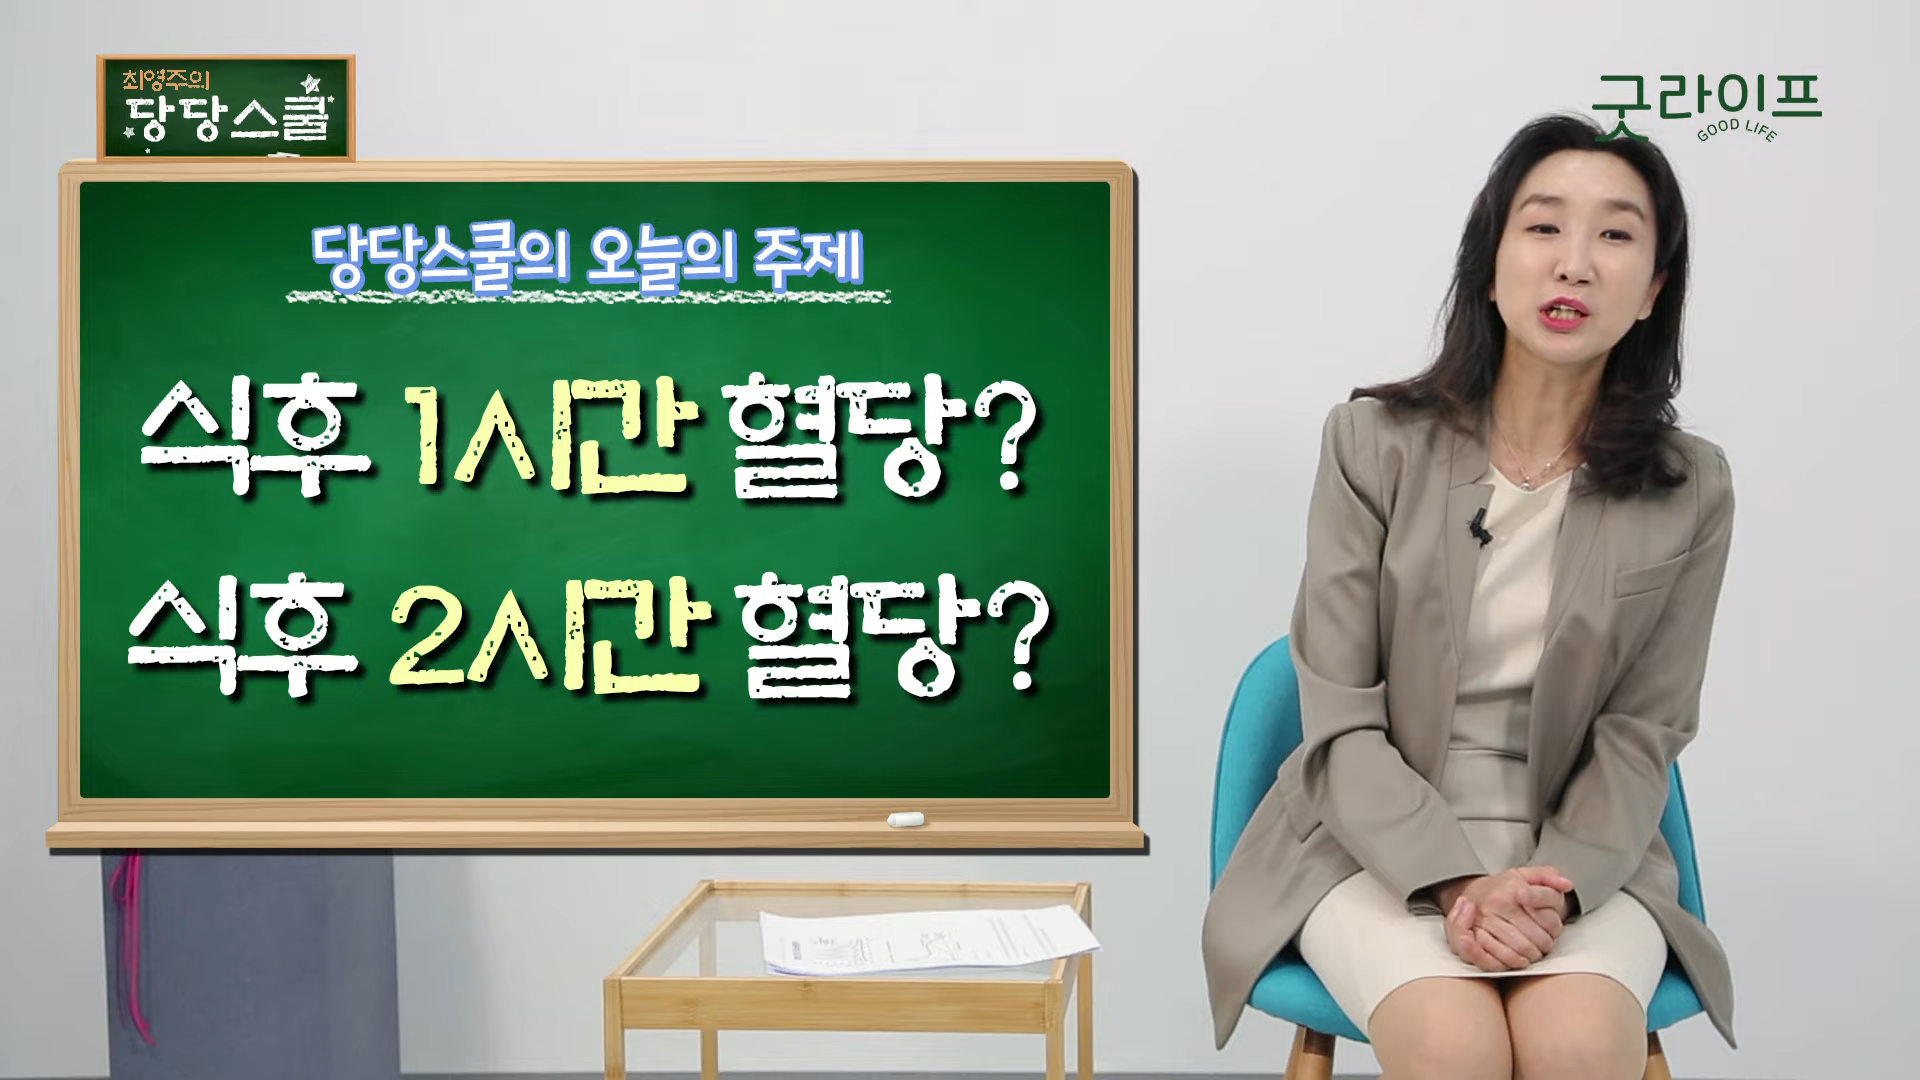 최영주의
당당스쿨
굿라이프
GOOD LIFE
당당스쿨의 오늘의 주제
식후 1시간 혈당?
식후 2시간 혈당?